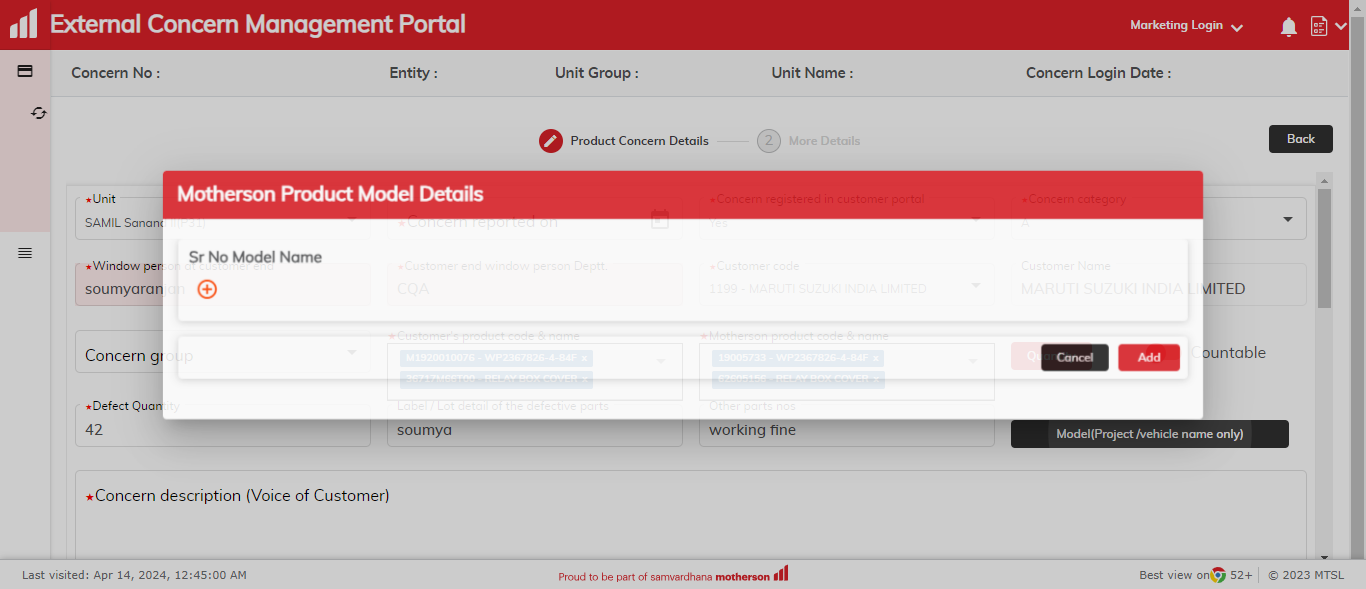 External Concern Management Portal
Marketing Login
Concern No :
Entity :
Unit Group :
Unit Name :
Concern Login Date :
Product Concern Details
2
More Details
Back
Motherson Product Model Details
*Unit
*Concern registered in customer portal
*Concern category
SAMIL Sanand
*Concern reported on
Yes
A
Sr No Model Name
*Window person at customer end
*Customer end window person Deptt.
*Customer code
Customer Name
soumyaranjan
CQA
1199 - MARUTI SUZUKI INDIA LIMITED
MARUTI SUZUKI INDIA LIMITED
*Customer's product code & name
*Motherson product code & name
Concern group
M1920010076 - WP2367826-4-84F x
19005733 - WP2367826-4-84F x
Cancel
Add
Countable
RELAY BOX COVER x
RELAY BOX COVER x
*Defect Quantity
Label / Lot detail of the defective parts
Other parts nos
42
soumya
working fine
Model(Project /vehicle name only)
*Concern description (Voice of Customer)
Last visited: Apr 14, 2024, 12:45:00 AM
Proud to be part of samvardhana motherson
Best view on 52+
© 2023 MTSL